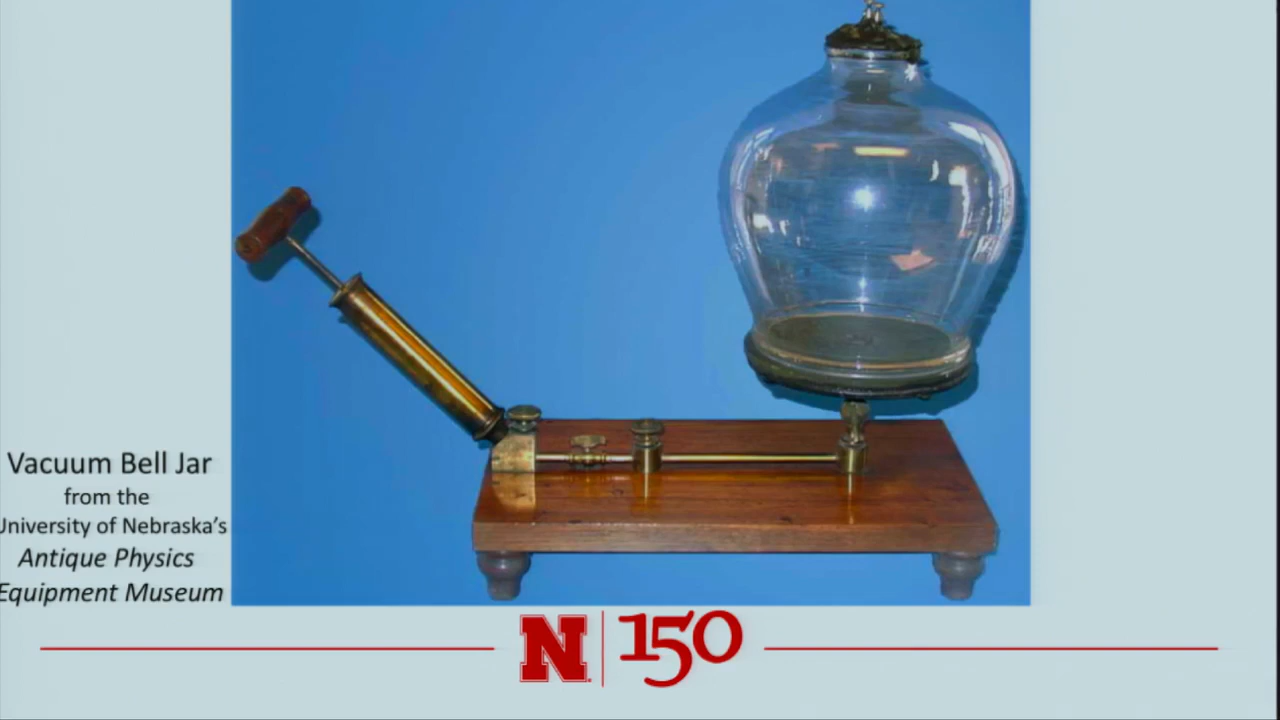 Vacuum Bell Jar
from the
University of Nebraska's
Antique Physics
Equipment Museum
N 150